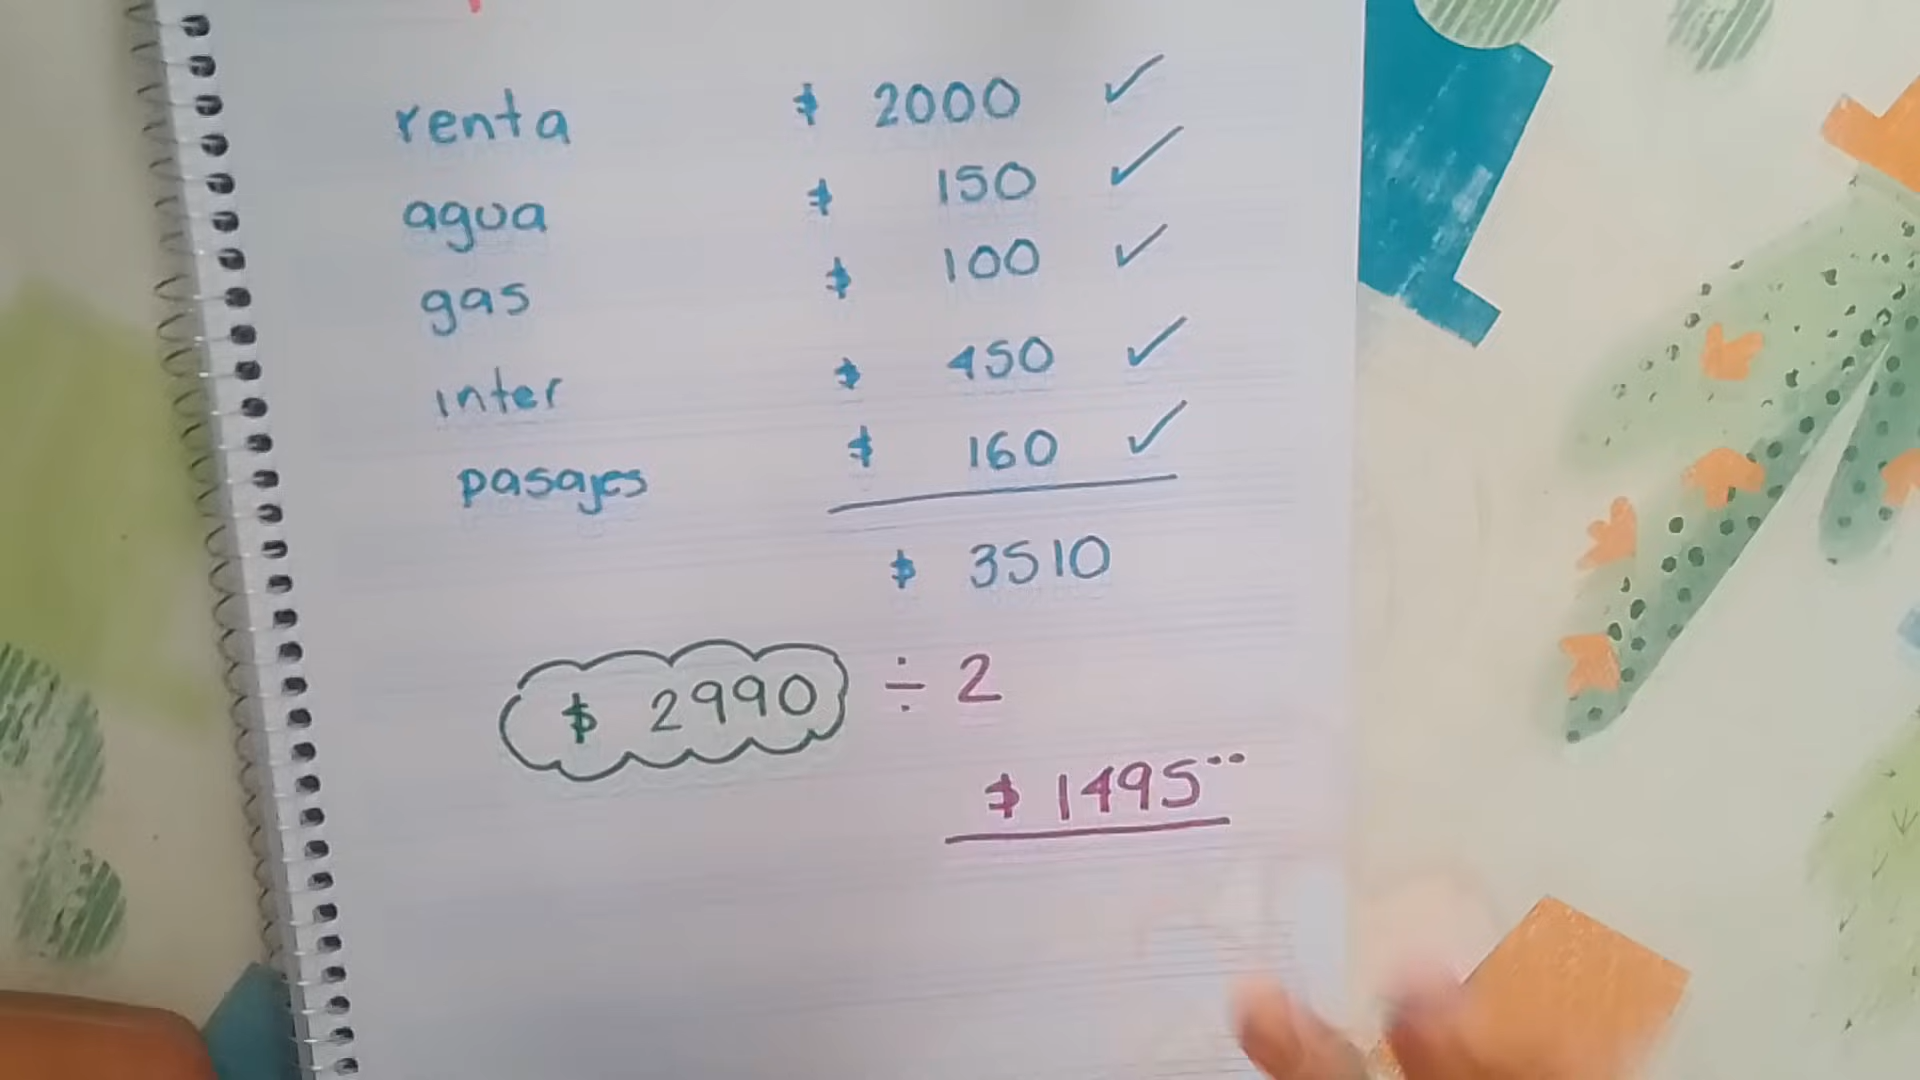 renta $ 2000 ✓
agua $ 150 ✓
gas $ 100 ✓
inter $ 450 ✓
pasajes $ 160 ✓
$ 3510
$ 2990 ÷ 2
$ 1495..